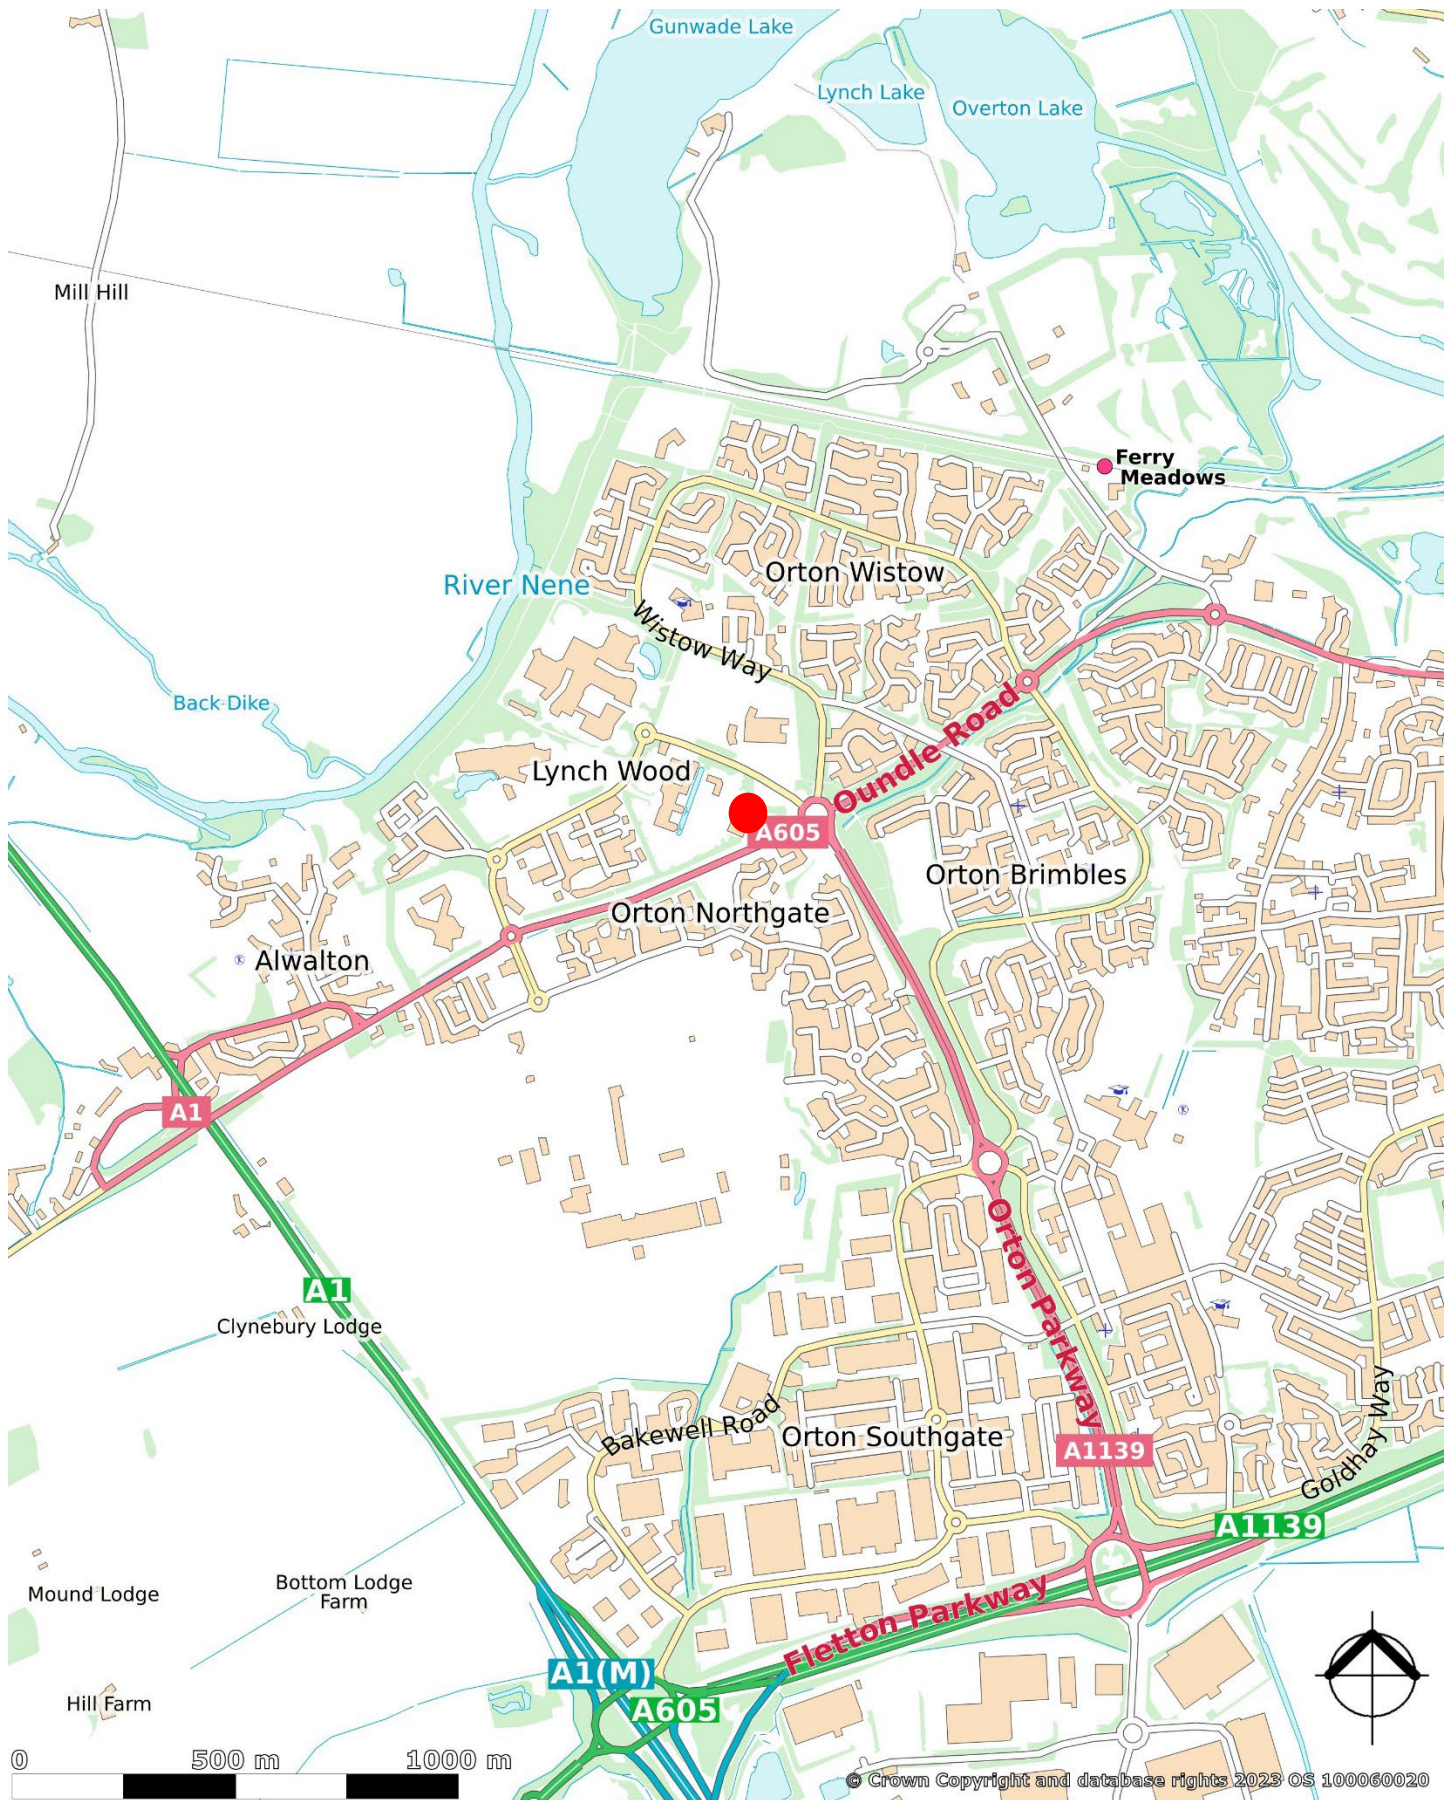 Gunwade Lake
Lynch Lake
Overton Lake
Mill Hill
Ferry
Meadows
Orton Wistow
River Nene
Wistow Way
Back Dike
Oundle Road
Lynch Wood
A605
Orton Brimbles
Orton Northgate
Alwalton
A1
Orton Parkway
A1
Clynebury Lodge
Goldhay Way
Bakewell Road
Orton Southgate
A1139
A1139
Bottom Lodge
Farm
Mound Lodge
Fletton Parkway
A1(M)
Hill Farm
A605
0 500 m 1000 m
© Crown Copyright and database rights 2023 OS 100060020